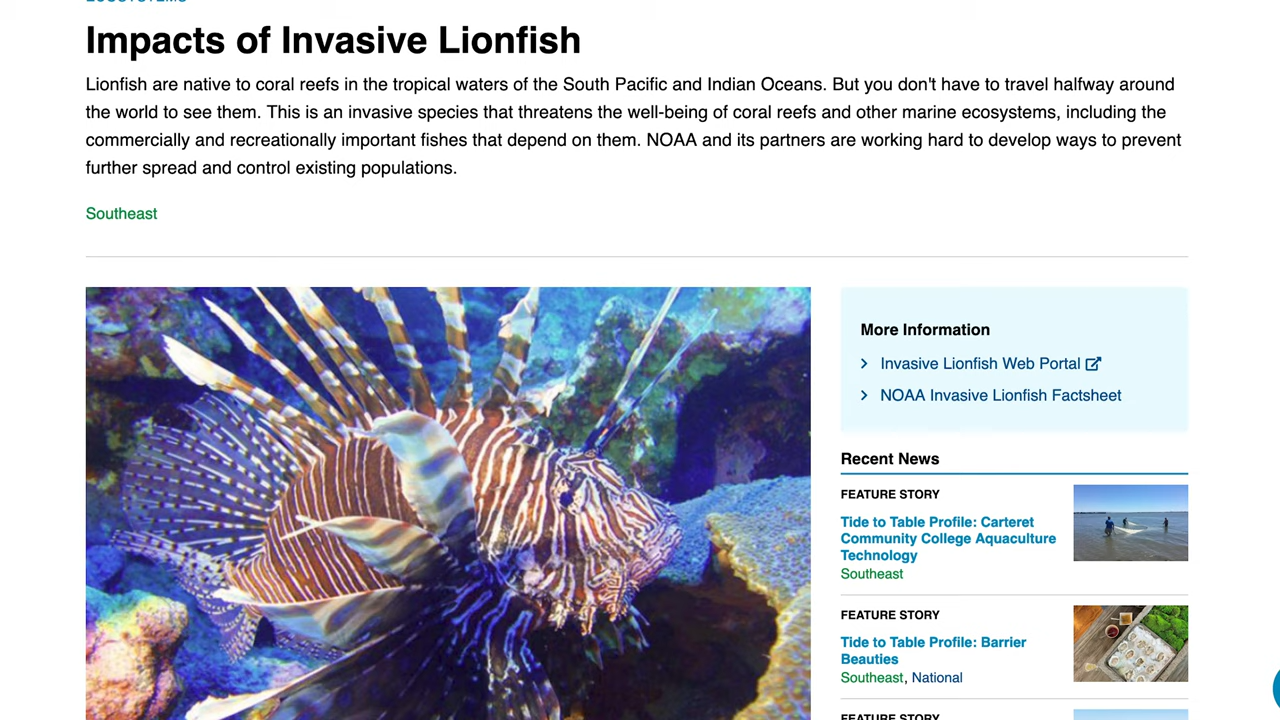 Impacts of Invasive Lionfish
Lionfish are native to coral reefs in the tropical waters of the South Pacific and Indian Oceans. But you don't have to travel halfway around
the world to see them. This is an invasive species that threatens the well-being of coral reefs and other marine ecosystems, including the
commercially and recreationally important fishes that depend on them. NOAA and its partners are working hard to develop ways to prevent
further spread and control existing populations.
Southeast
More Information
Invasive Lionfish Web Portal
NOAA Invasive Lionfish Factsheet
Recent News
FEATURE STORY
Tide to Table Profile: Carteret
Community College Aquaculture
Technology
Southeast
FEATURE STORY
Tide to Table Profile: Barrier
Beauties
Southeast, National
FEATURE STORY